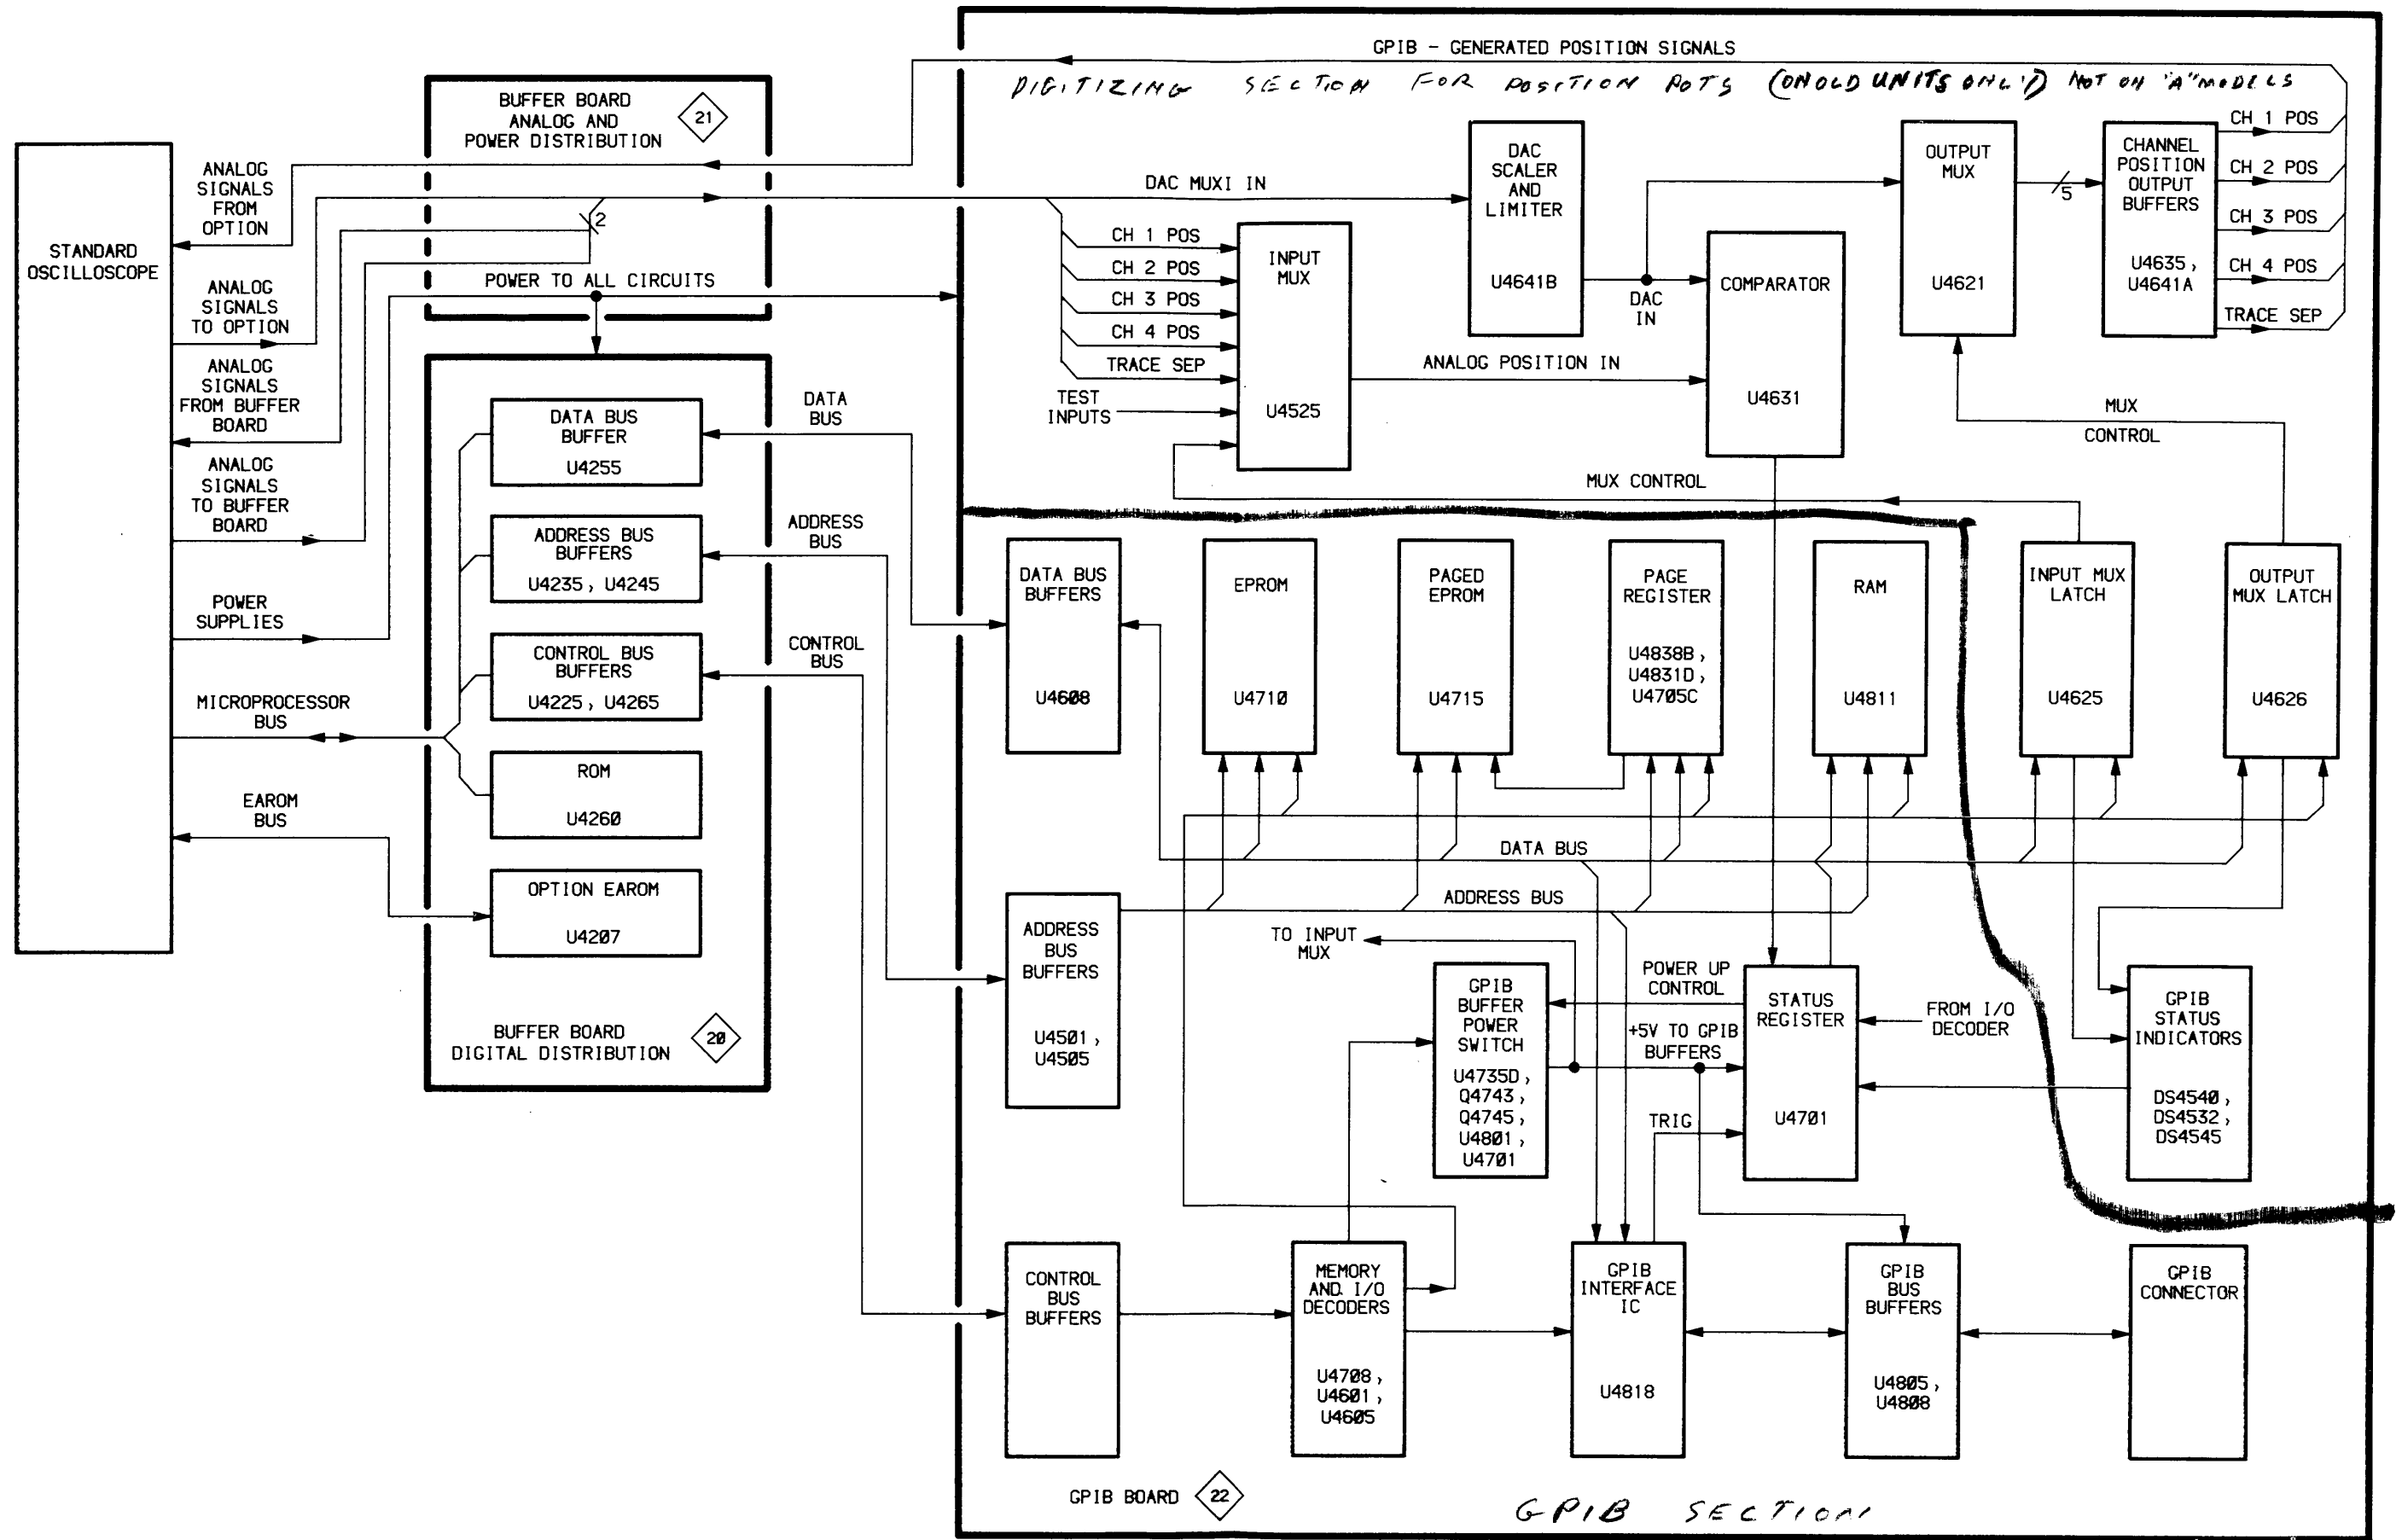 GPIB - GENERATED POSITION SIGNALS
DIGITIZING SECTION FOR POSITION POTS (ON OLD UNITS ONLY) NOT ON "A" MODELS
BUFFER BOARD
ANALOG AND
POWER DISTRIBUTION
21
STANDARD
OSCILLOSCOPE
ANALOG
SIGNALS
FROM
OPTION
ANALOG
SIGNALS
TO OPTION
ANALOG
SIGNALS
FROM BUFFER
BOARD
ANALOG
SIGNALS
TO BUFFER
BOARD
POWER
SUPPLIES
MICROPROCESSOR
BUS
EAROM
BUS
2
POWER TO ALL CIRCUITS
DATA BUS
BUFFER
U4255
ADDRESS BUS
BUFFERS
U4235, U4245
CONTROL BUS
BUFFERS
U4225, U4265
ROM
U4260
OPTION EAROM
U4207
BUFFER BOARD
DIGITAL DISTRIBUTION
20
DATA
BUS
ADDRESS
BUS
CONTROL
BUS
DAC MUXI IN
CH 1 POS
CH 2 POS
CH 3 POS
CH 4 POS
TRACE SEP
TEST
INPUTS
INPUT
MUX
U4525
DAC
SCALER
AND
LIMITER
U4641B
DAC
IN
ANALOG POSITION IN
COMPARATOR
U4631
OUTPUT
MUX
U4621
5
CHANNEL
POSITION
OUTPUT
BUFFERS
U4635,
U4641A
CH 1 POS
CH 2 POS
CH 3 POS
CH 4 POS
TRACE SEP
MUX
CONTROL
MUX CONTROL
DATA BUS
BUFFERS
U4608
EPROM
U4710
PAGED
EPROM
U4715
PAGE
REGISTER
U4838B,
U4831D,
U4705C
RAM
U4811
INPUT MUX
LATCH
U4625
OUTPUT
MUX LATCH
U4626
DATA BUS
ADDRESS BUS
ADDRESS
BUS
BUFFERS
U4501,
U4505
TO INPUT
MUX
GPIB
BUFFER
POWER
SWITCH
U4735D,
Q4743,
Q4745,
U4801,
U4701
POWER UP
CONTROL
+5V TO GPIB
BUFFERS
TRIG
STATUS
REGISTER
U4701
FROM I/O
DECODER
GPIB
STATUS
INDICATORS
DS4540,
DS4532,
DS4545
CONTROL
BUS
BUFFERS
MEMORY
AND I/O
DECODERS
U4708,
U4601,
U4605
GPIB
INTERFACE
IC
U4818
GPIB
BUS
BUFFERS
U4805,
U4808
GPIB
CONNECTOR
GPIB BOARD
22
GPIB SECTION